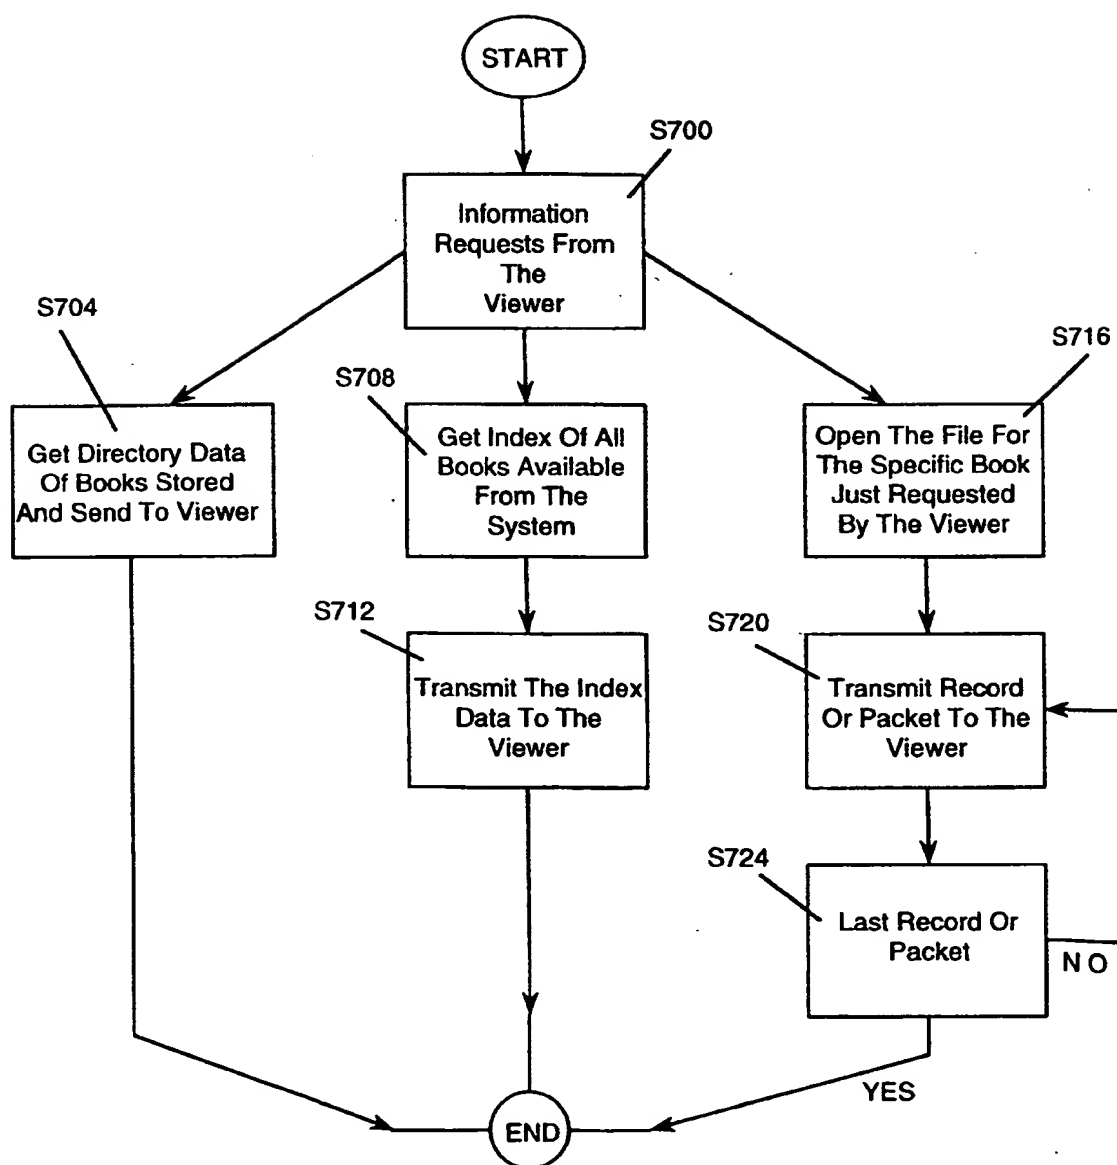 START
S700
Information
Requests From
The
Viewer
S704
Get Directory Data
Of Books Stored
And Send To Viewer
S708
Get Index Of All
Books Available
From The
System
S716
Open The File For
The Specific Book
Just Requested
By The Viewer
S712
Transmit The Index
Data To The
Viewer
S720
Transmit Record
Or Packet To The
Viewer
S724
Last Record Or
Packet
NO
YES
END